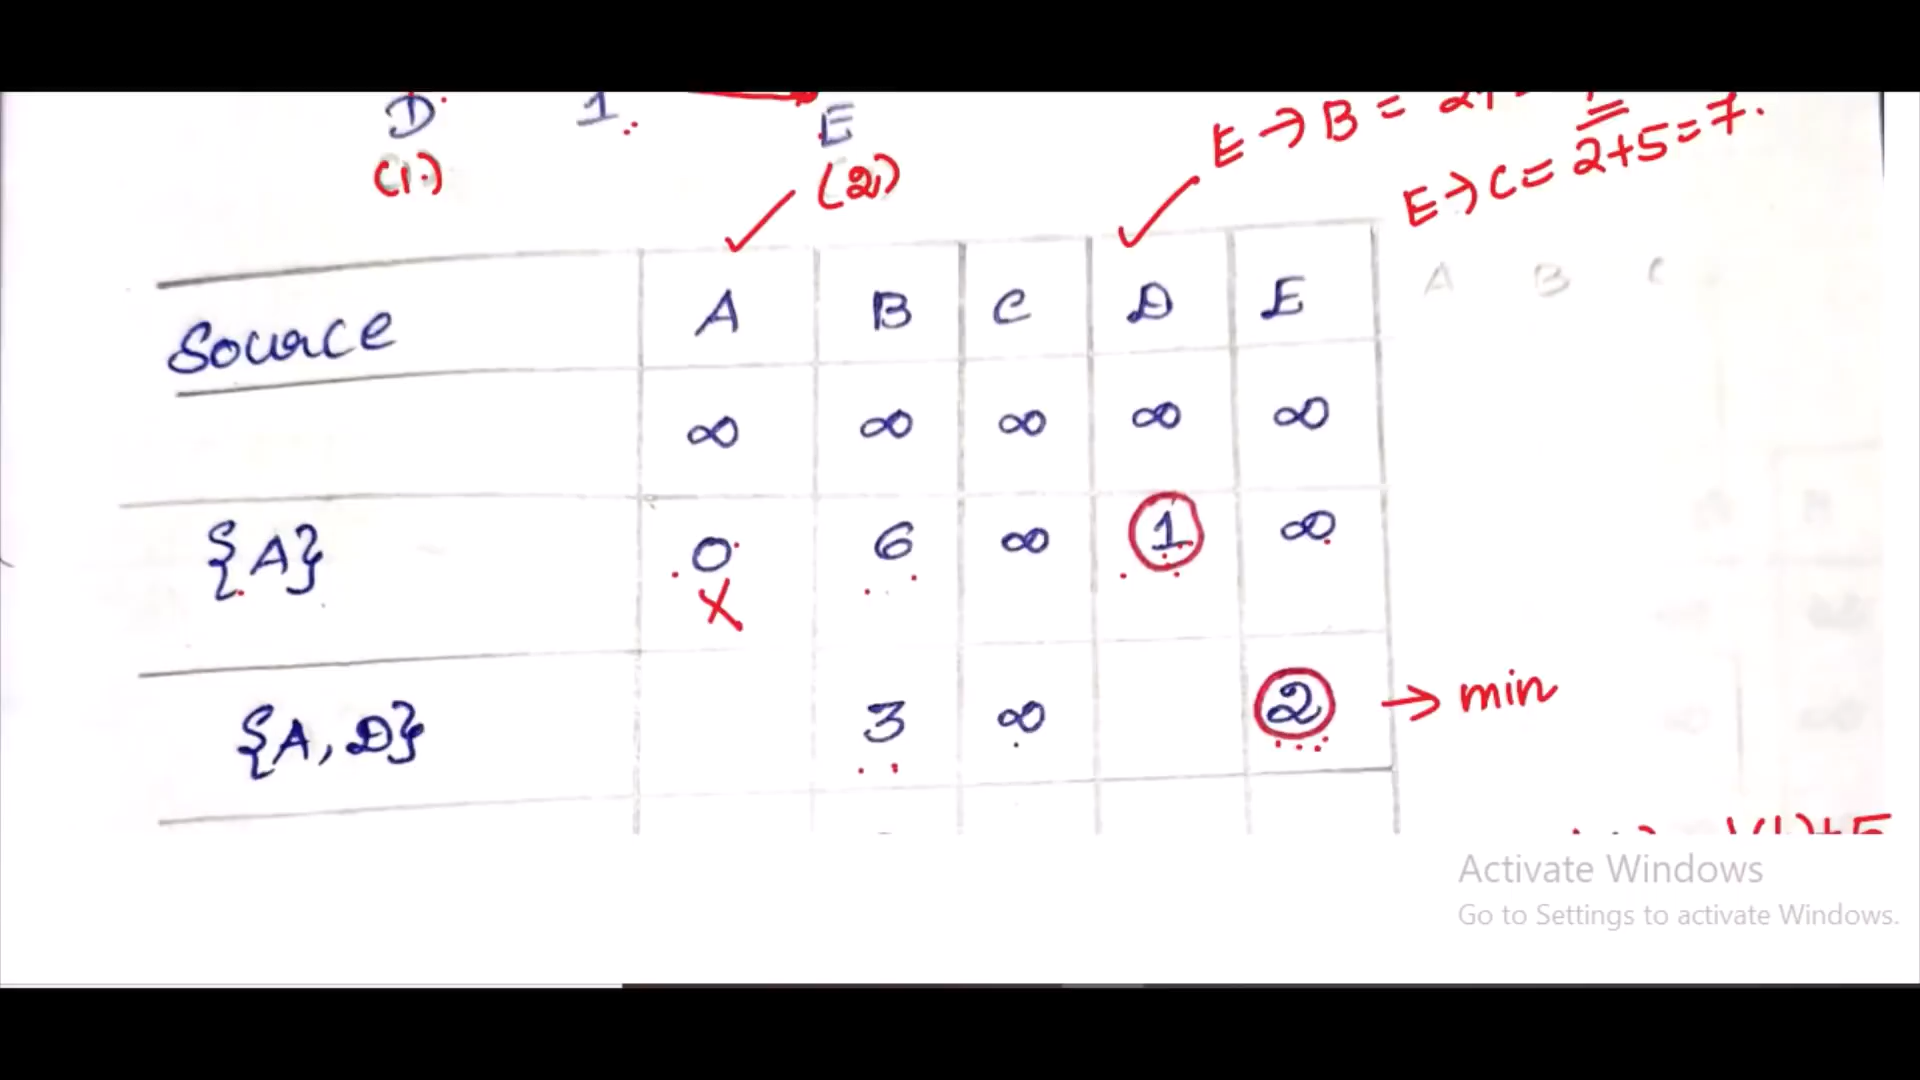 D 1 E
(1) (2)
E → B = 2+
E → C = 2+5 = 7.
Source A B C D E
∞ ∞ ∞ ∞ ∞
{A} 0 6 ∞ 1 ∞
X
{A, D} 3 ∞ 2 → min
A B C
Activate Windows
Go to Settings to activate Windows.